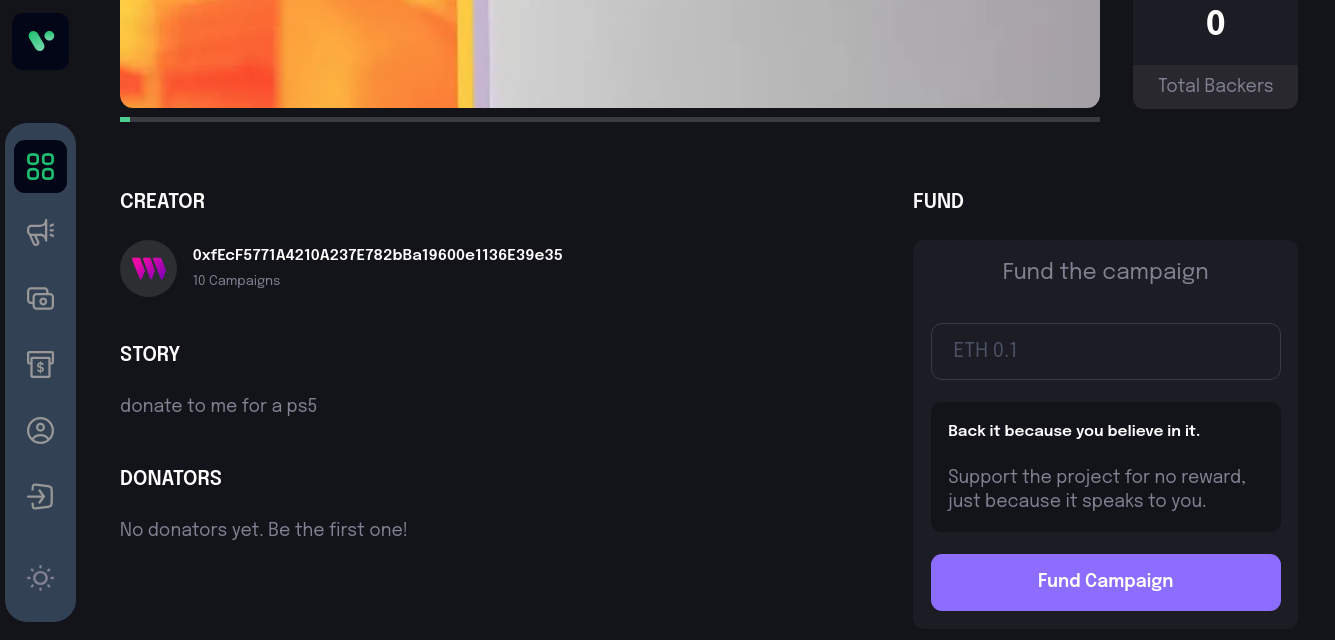 0
Total Backers
CREATOR
0xfEcF5771A4210A237E782bBa19600e1136E39e35
10 Campaigns
STORY
donate to me for a ps5
DONATORS
No donators yet. Be the first one!
FUND
Fund the campaign
ETH 0.1
Back it because you believe in it.
Support the project for no reward,
just because it speaks to you.
Fund Campaign